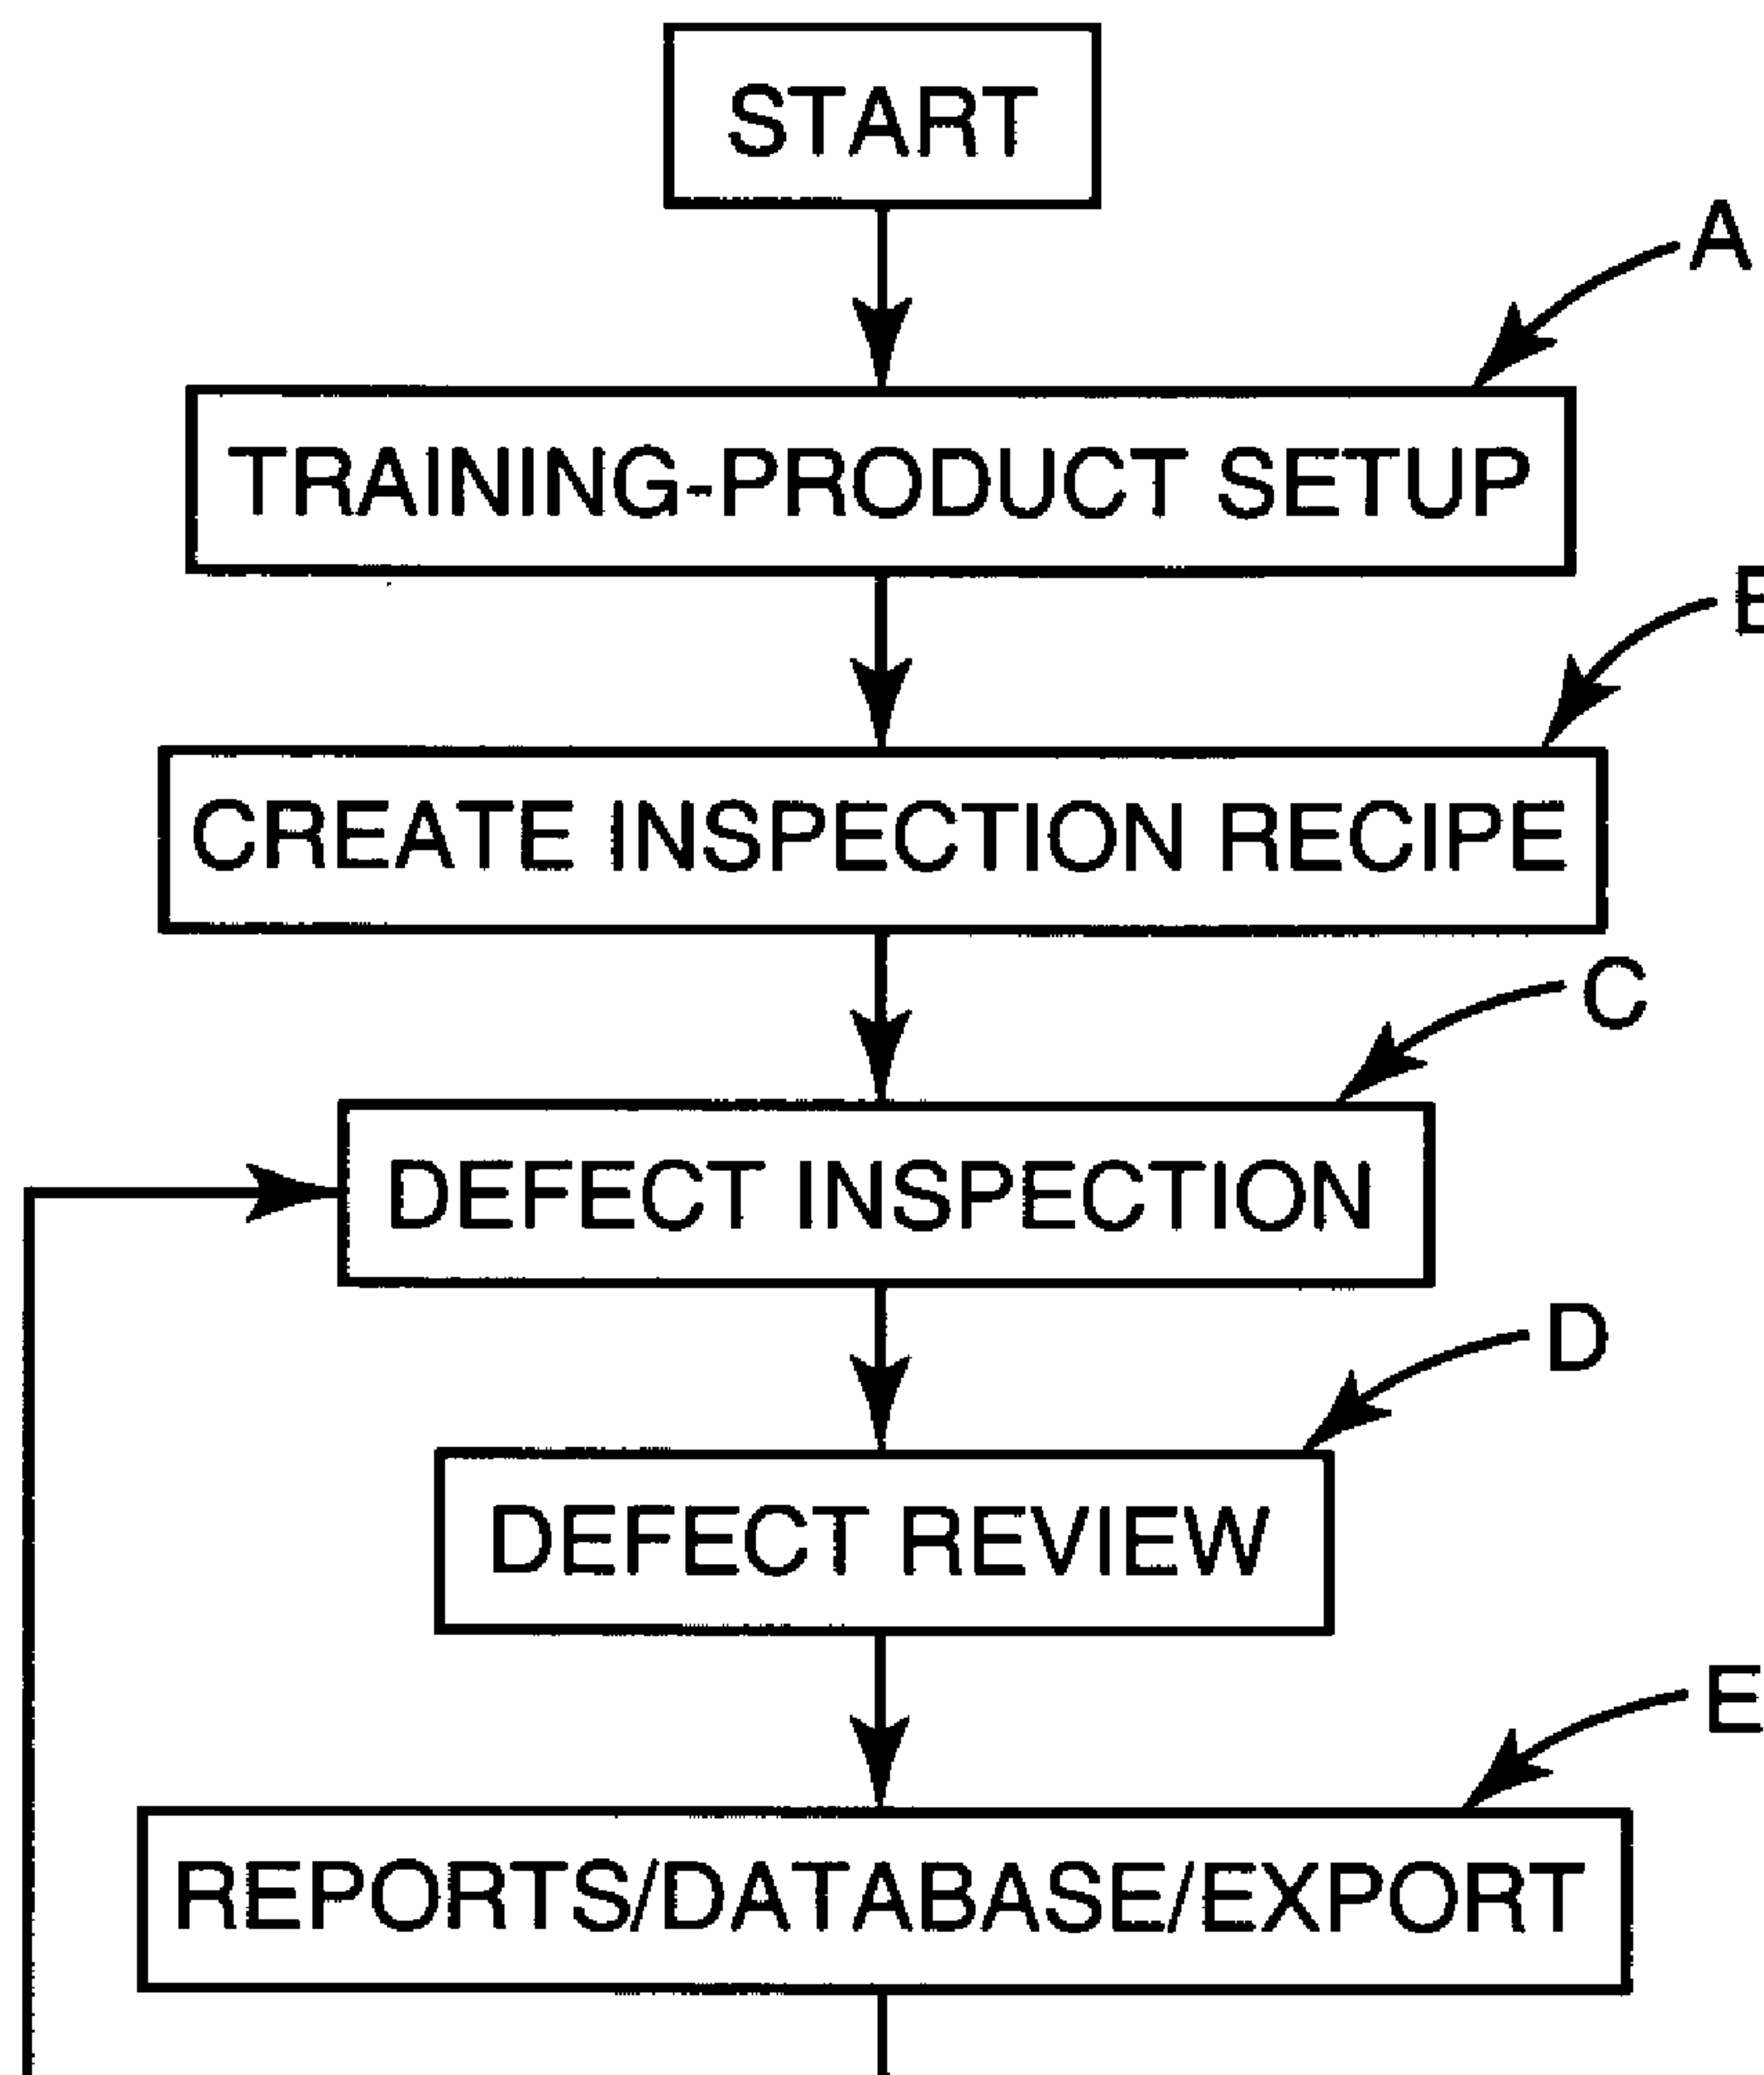 START
A
TRAINING-PRODUCT SETUP
CREATE INSPECTION RECIPE
C
DEFECT INSPECTION
D
DEFECT REVIEW
E
REPORTS/DATABASE/EXPORT